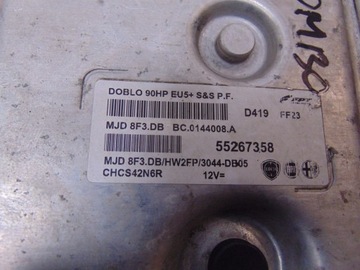 DOBLO 90HP EU5+ S&S P.F.
D419 FF23
MJD 8F3.DB BC.0144008.A
55267358
MJD 8F3.DB/HW2FP/3044-DB05
CHCS42N6R 12V=